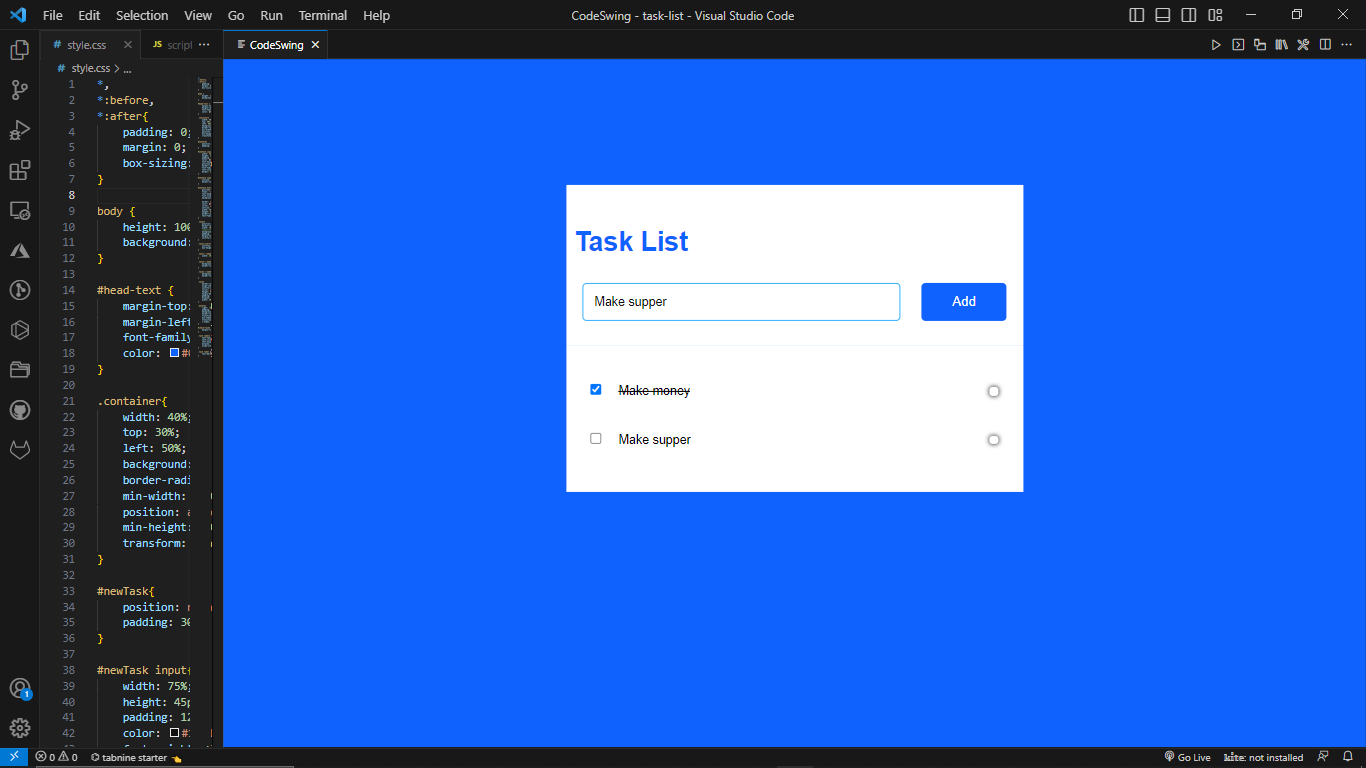 File Edit Selection View Go Run Terminal Help
CodeSwing - task-list - Visual Studio Code
# style.css
JS script
CodeSwing
# style.css > ...
1 *,
2 *:before,
3 *:after{
4 padding: 0;
5 margin: 0;
6 box-sizing:
7 }
8
9 body {
10 height: 100
11 background:
12 }
13
14 #head-text {
15 margin-top:
16 margin-left
17 font-family
18 color: #
19 }
20
21 .container{
22 width: 40%;
23 top: 30%;
24 left: 50%;
25 background:
26 border-radi
27 min-width:
28 position: a
29 min-height:
30 transform:
31 }
32
33 #newTask{
34 position: r
35 padding: 30
36 }
37
38 #newTask input{
39 width: 75%;
40 height: 45p
41 padding: 12
42 color: #
Task List
Make supper
Add
Make money
Make supper
1
0 0 tabnine starter
Go Live
kite: not installed